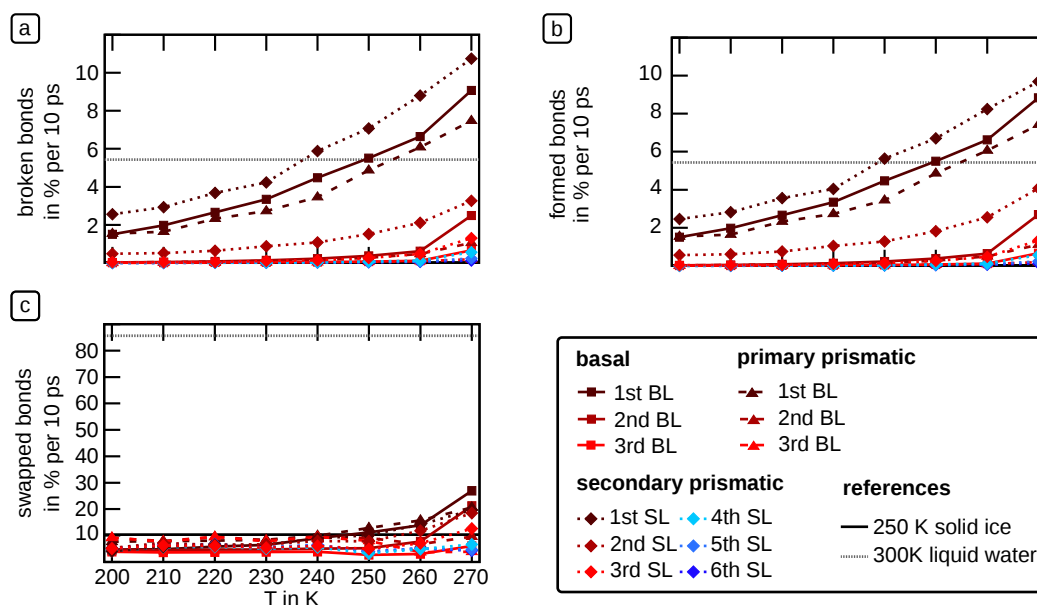 a
broken bonds
in % per 10 ps
10
8
6
4
2
b
formed bonds
in % per 10 ps
10
8
6
4
2
c
swapped bonds
in % per 10 ps
80
70
60
50
40
30
20
10
200 210 220 230 240 250 260 270
T in K
basal
1st BL
2nd BL
3rd BL
primary prismatic
1st BL
2nd BL
3rd BL
secondary prismatic
1st SL
2nd SL
3rd SL
4th SL
5th SL
6th SL
references
250 K solid ice
300K liquid water